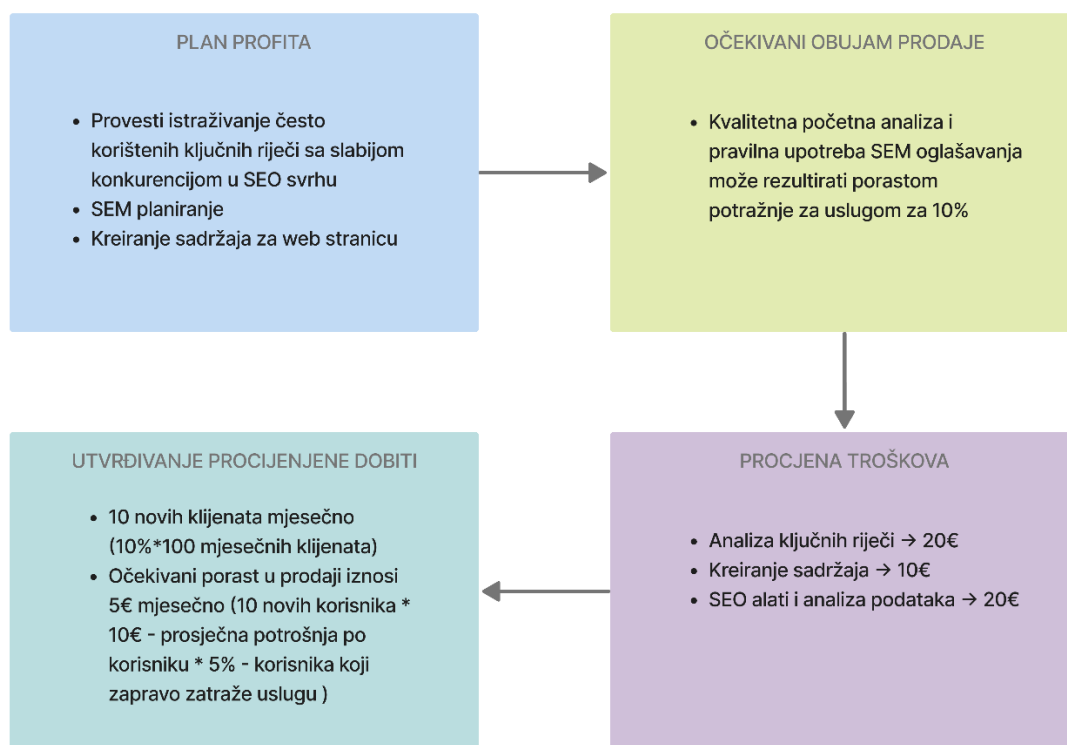 PLAN PROFITA
• Provesti istraživanje često
korištenih ključnih riječi sa slabijom
konkurencijom u SEO svrhu
• SEM planiranje
• Kreiranje sadržaja za web stranicu
OČEKIVANI OBUJAM PRODAJE
• Kvalitetna početna analiza i
pravilna upotreba SEM oglašavanja
može rezultirati porastom
potražnje za uslugom za 10%
PROCJENA TROŠKOVA
• Analiza ključnih riječi → 20€
• Kreiranje sadržaja → 10€
• SEO alati i analiza podataka → 20€
UTVRĐIVANJE PROCIJENJENE DOBITI
• 10 novih klijenata mjesečno
(10%*100 mjesečnih klijenata)
• Očekivani porast u prodaji iznosi
5€ mjesečno (10 novih korisnika *
10€ - prosječna potrošnja po
korisniku * 5% - korisnika koji
zapravo zatraže uslugu )